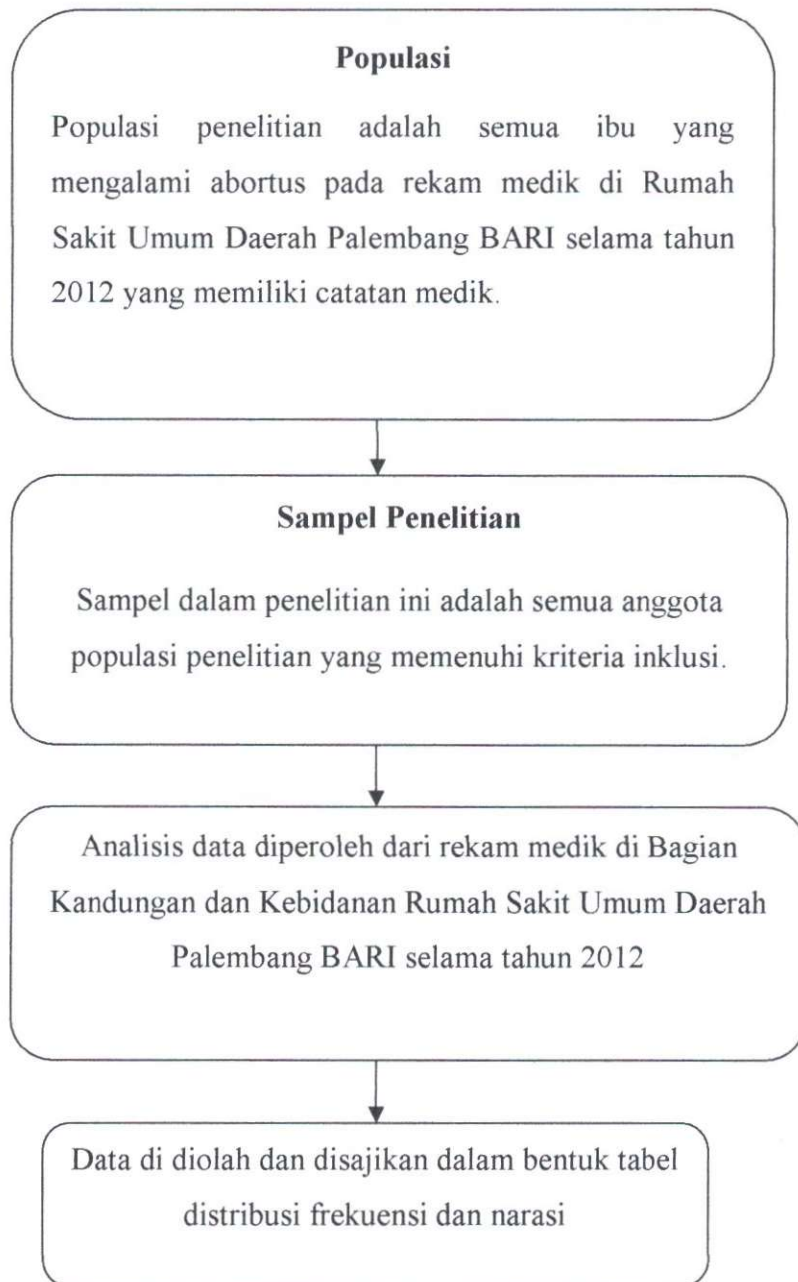 Populasi
Populasi penelitian adalah semua ibu yang
mengalami abortus pada rekam medik di Rumah
Sakit Umum Daerah Palembang BARI selama tahun
2012 yang memiliki catatan medik.
Sampel Penelitian
Sampel dalam penelitian ini adalah semua anggota
populasi penelitian yang memenuhi kriteria inklusi.
Analisis data diperoleh dari rekam medik di Bagian
Kandungan dan Kebidanan Rumah Sakit Umum Daerah
Palembang BARI selama tahun 2012
Data di diolah dan disajikan dalam bentuk tabel
distribusi frekuensi dan narasi